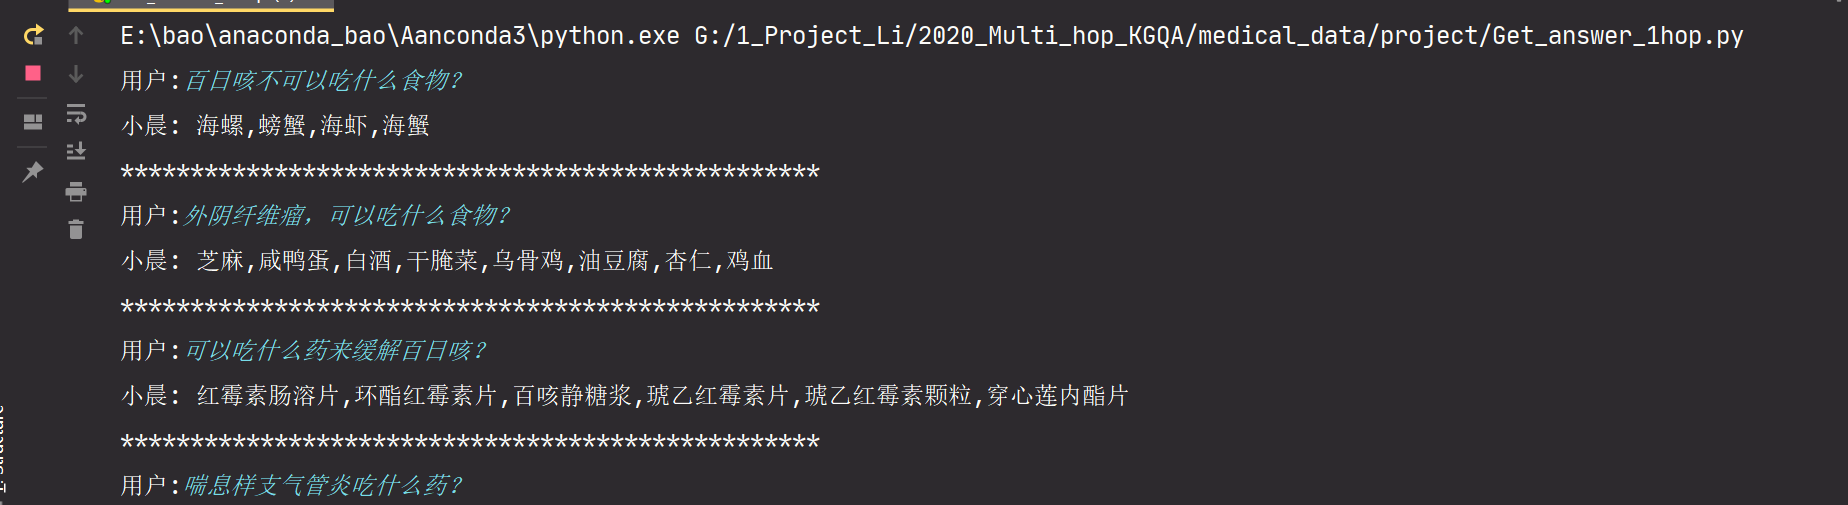 E:\bao\anaconda_bao\Aanconda3\python.exe G:/1_Project_Li/2020_Multi_hop_KGQA/medical_data/project/Get_answer_1hop.py
用户:百日咳不可以吃什么食物?
小晨: 海螺,螃蟹,海虾,海蟹
**************************************************
用户:外阴纤维瘤，可以吃什么食物?
小晨: 芝麻,咸鸭蛋,白酒,干腌菜,乌骨鸡,油豆腐,杏仁,鸡血
**************************************************
用户:可以吃什么药来缓解百日咳?
小晨: 红霉素肠溶片,环酯红霉素片,百咳静糖浆,琥乙红霉素片,琥乙红霉素颗粒,穿心莲内酯片
**************************************************
用户:喘息样支气管炎吃什么药?